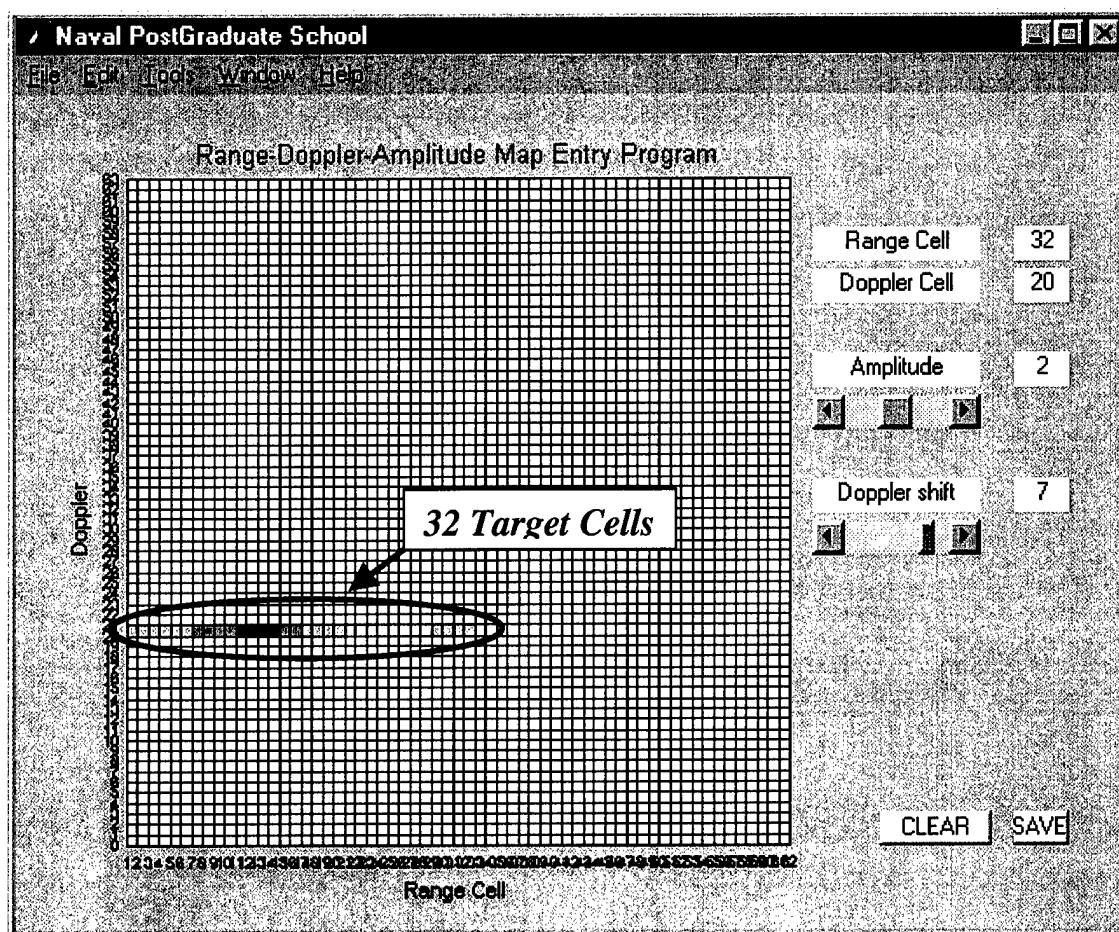 Naval PostGraduate School
File Edit Tools Window Help
Range-Doppler-Amplitude Map Entry Program
Range Cell 32
Doppler Cell 20
Amplitude 2
Doppler shift 7
Doppler
32 Target Cells
CLEAR SAVE
Range Cell